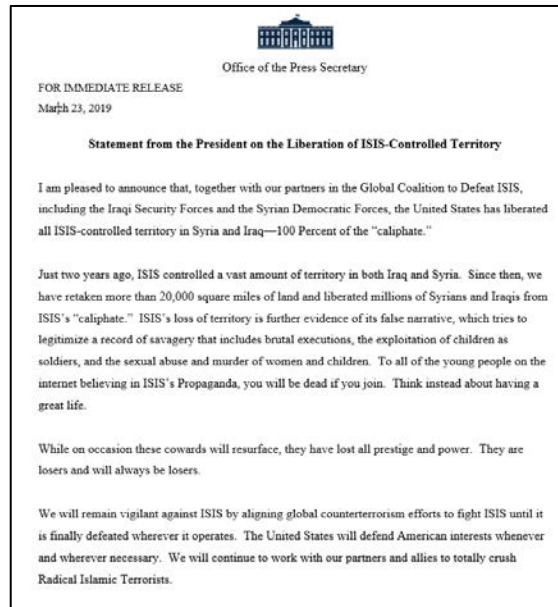 Office of the Press Secretary
FOR IMMEDIATE RELEASE
March 23, 2019
Statement from the President on the Liberation of ISIS-Controlled Territory
I am pleased to announce that, together with our partners in the Global Coalition to Defeat ISIS,
including the Iraqi Security Forces and the Syrian Democratic Forces, the United States has liberated
all ISIS-controlled territory in Syria and Iraq—100 Percent of the “caliphate.”
Just two years ago, ISIS controlled a vast amount of territory in both Iraq and Syria. Since then, we
have retaken more than 20,000 square miles of land and liberated millions of Syrians and Iraqis from
ISIS’s “caliphate.” ISIS’s loss of territory is further evidence of its false narrative, which tries to
legitimize a record of savagery that includes brutal executions, the exploitation of children as
soldiers, and the sexual abuse and murder of women and children. To all of the young people on the
internet believing in ISIS’s Propaganda, you will be dead if you join. Think instead about having a
great life.
While on occasion these cowards will resurface, they have lost all prestige and power. They are
losers and will always be losers.
We will remain vigilant against ISIS by aligning global counterterrorism efforts to fight ISIS until it
is finally defeated wherever it operates. The United States will defend American interests whenever
and wherever necessary. We will continue to work with our partners and allies to totally crush
Radical Islamic Terrorists.